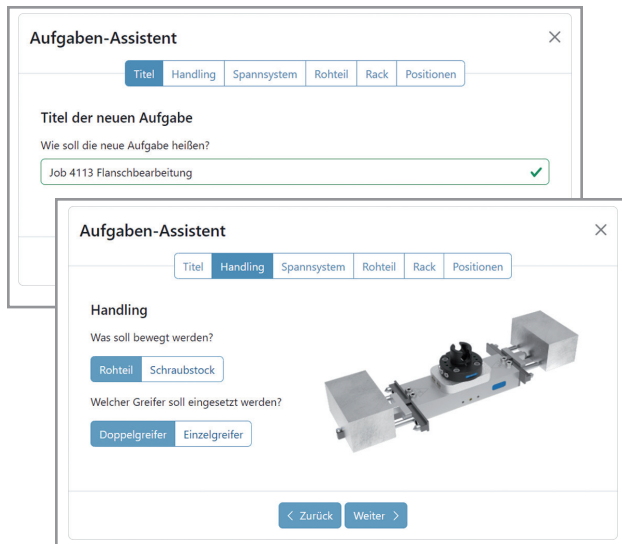 Aufgaben-Assistent
Titel Handling Spannsystem Rohteil Rack Positionen
Titel der neuen Aufgabe
Wie soll die neue Aufgabe heißen?
Job 4113 Flanschbearbeitung
Aufgaben-Assistent
Titel Handling Spannsystem Rohteil Rack Positionen
Handling
Was soll bewegt werden?
Rohteil Schraubstock
Welcher Greifer soll eingesetzt werden?
Doppelgreifer Einzelgreifer
< Zurück Weiter >